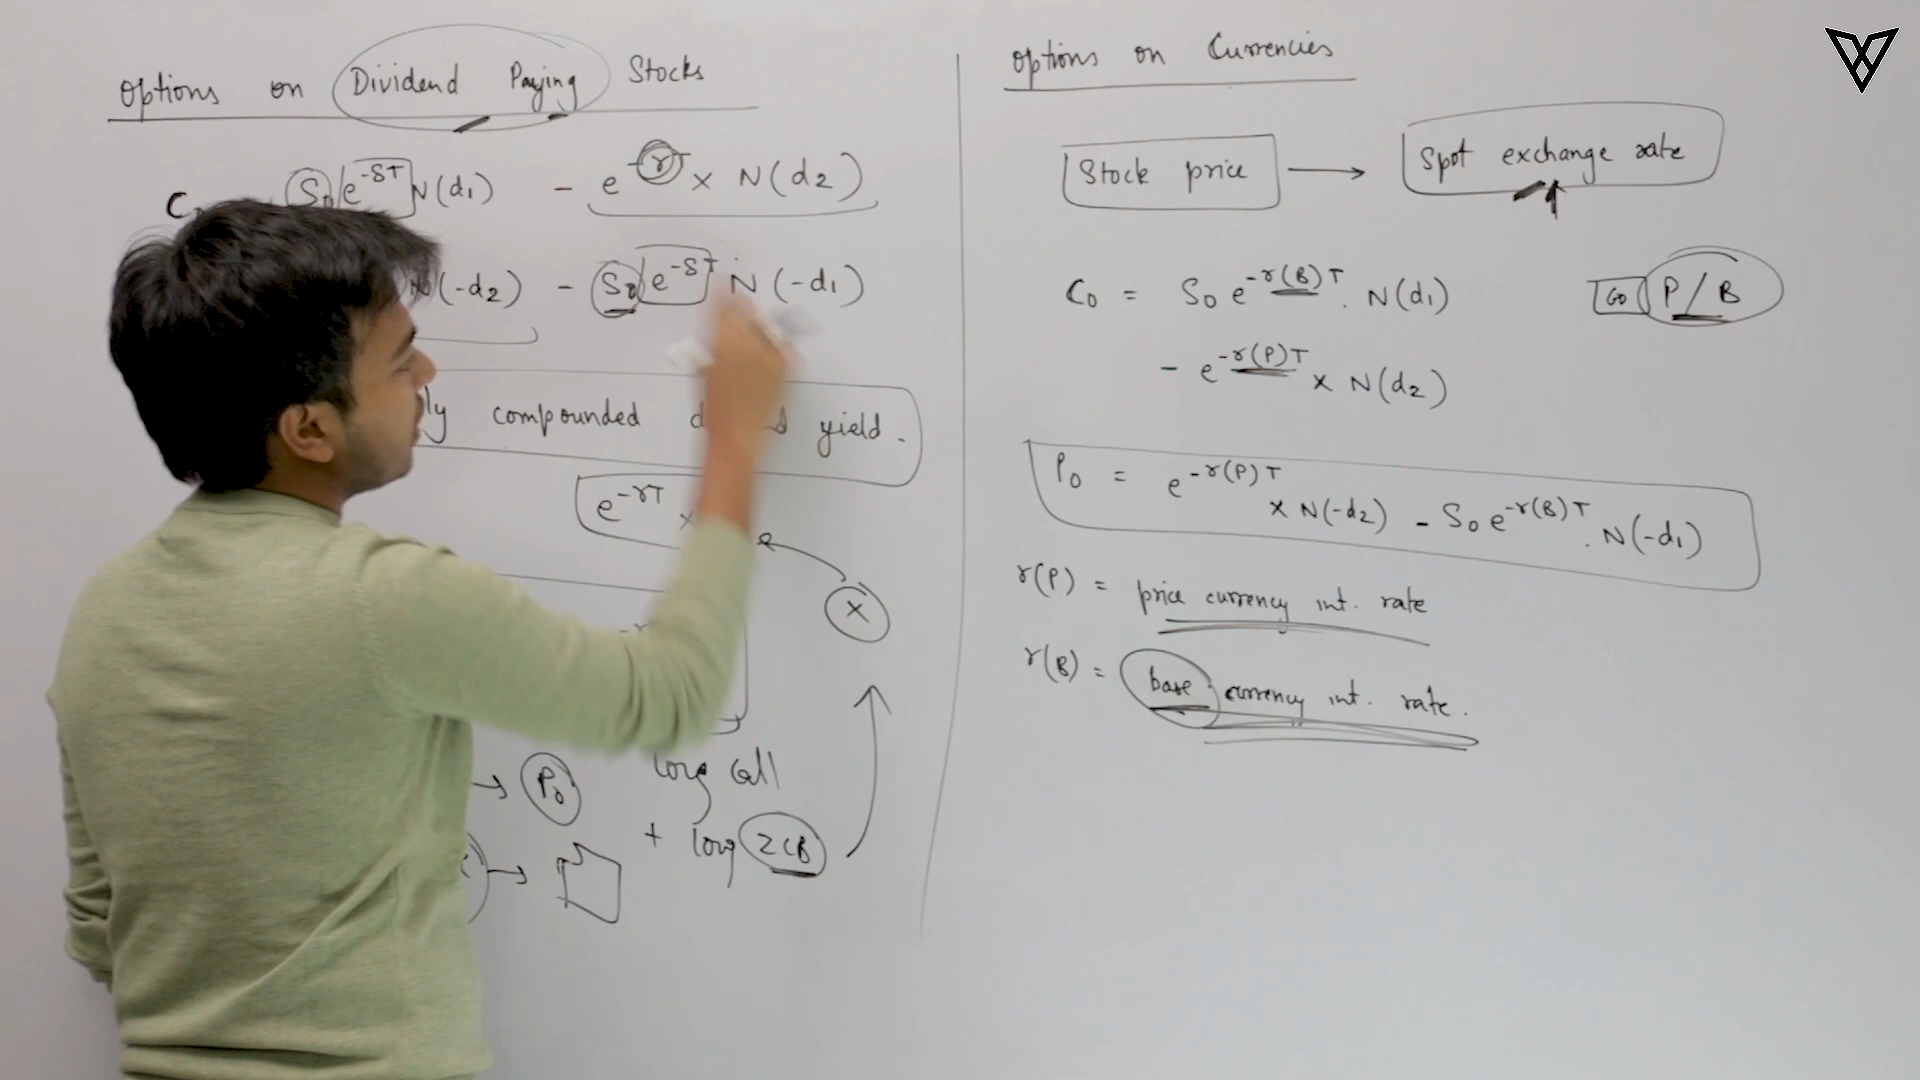 Options on Dividend Paying Stocks
S0 e^-δT N(d1) - e^-rT X N(d2)
N(-d2) - S0 e^-δT N(-d1)
ly compounded yield.
e^-rT x
X
P0
long call
+ long ZCB
Options on Currencies
Stock price → Spot exchange rate
C0 = S0 e^-r(B)T . N(d1)
- e^-r(P)T X N(d2)
60 P/B
P0 = e^-r(P)T X N(-d2) - S0 e^-r(B)T . N(-d1)
r(P) = price currency int. rate
r(B) = base currency int. rate.